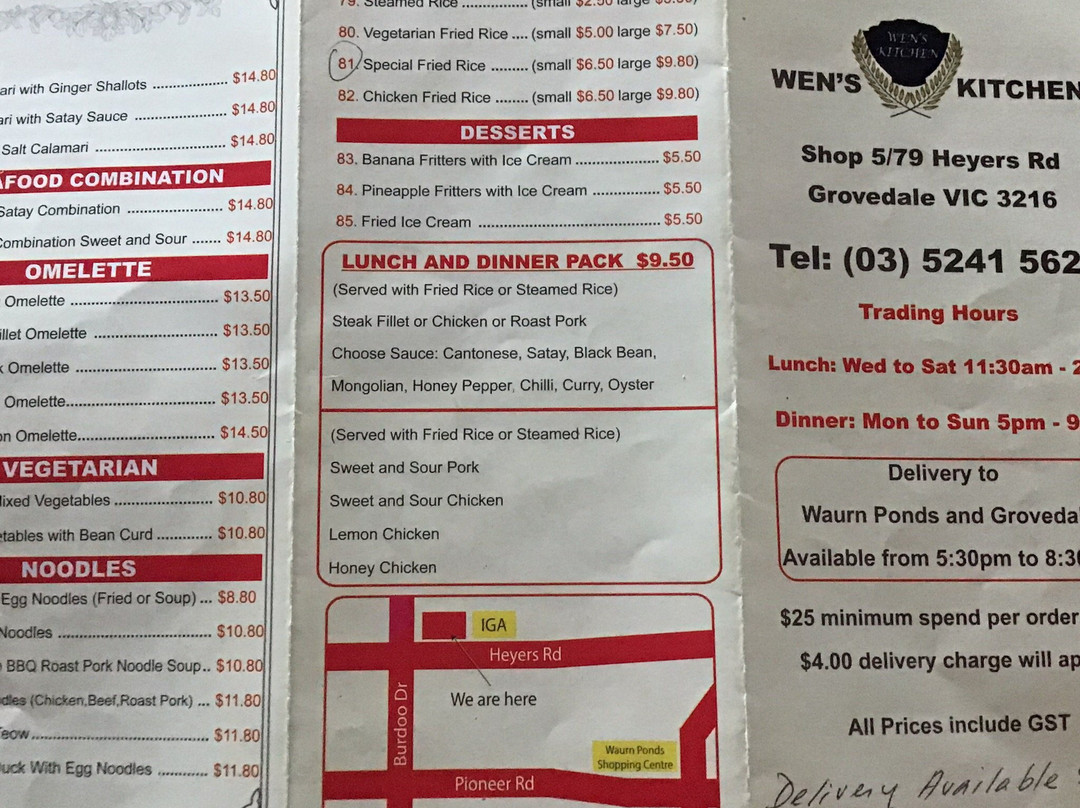 ari with Ginger Shallots .................. $14.80
ari with Satay Sauce ...................... $14.80
Salt Calamari ............................... $14.80
FOOD COMBINATION
Satay Combination ....................... $14.80
Combination Sweet and Sour ....... $14.80
OMELETTE
Omelette ................................... $13.50
illet Omelette ............................. $13.50
k Omelette ................................. $13.50
Omelette.................................... $13.50
on Omelette................................ $14.50
VEGETARIAN
ixed Vegetables ....................... $10.80
etables with Bean Curd ............. $10.80
NOODLES
Egg Noodles (Fried or Soup) ... $8.80
Noodles ................................... $10.80
BBQ Roast Pork Noodle Soup.. $10.80
dles (Chicken,Beef,Roast Pork) ... $11.80
eow......................................... $11.80
uck With Egg Noodles ............ $11.80
79. Steamed Rice ............... (small $2.50 large
80. Vegetarian Fried Rice .... (small $5.00 large $7.50)
81. Special Fried Rice ......... (small $6.50 large $9.80)
82. Chicken Fried Rice ........ (small $6.50 large $9.80)
DESSERTS
83. Banana Fritters with Ice Cream .................. $5.50
84. Pineapple Fritters with Ice Cream .............. $5.50
85. Fried Ice Cream ...................................... $5.50
LUNCH AND DINNER PACK $9.50
(Served with Fried Rice or Steamed Rice)
Steak Fillet or Chicken or Roast Pork
Choose Sauce: Cantonese, Satay, Black Bean,
Mongolian, Honey Pepper, Chilli, Curry, Oyster
(Served with Fried Rice or Steamed Rice)
Sweet and Sour Pork
Sweet and Sour Chicken
Lemon Chicken
Honey Chicken
IGA
Heyers Rd
We are here
Burdoo Dr
Waurn Ponds
Shopping Centre
Pioneer Rd
WEN'S
KITCHEN
WEN'S KITCHEN
Shop 5/79 Heyers Rd
Grovedale VIC 3216
Tel: (03) 5241 562
Trading Hours
Lunch: Wed to Sat 11:30am - 2
Dinner: Mon to Sun 5pm - 9
Delivery to
Waurn Ponds and Groveda
Available from 5:30pm to 8:30
$25 minimum spend per order
$4.00 delivery charge will ap
All Prices include GST
Delivery Available